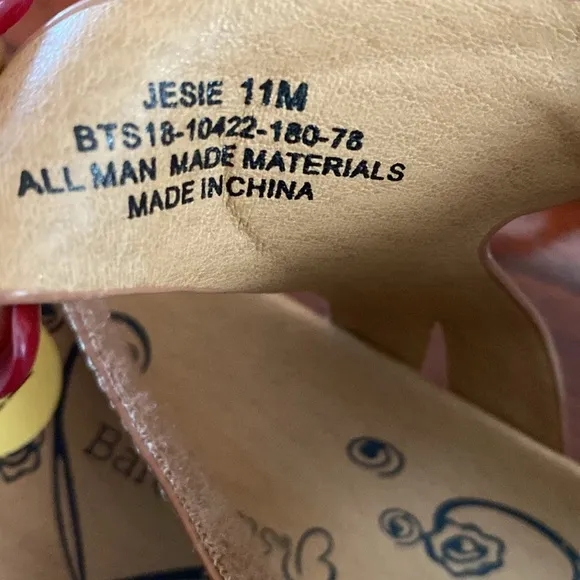 JESIE 11M
BTS18-10422-180-78
ALL MAN MADE MATERIALS
MADE IN CHINA